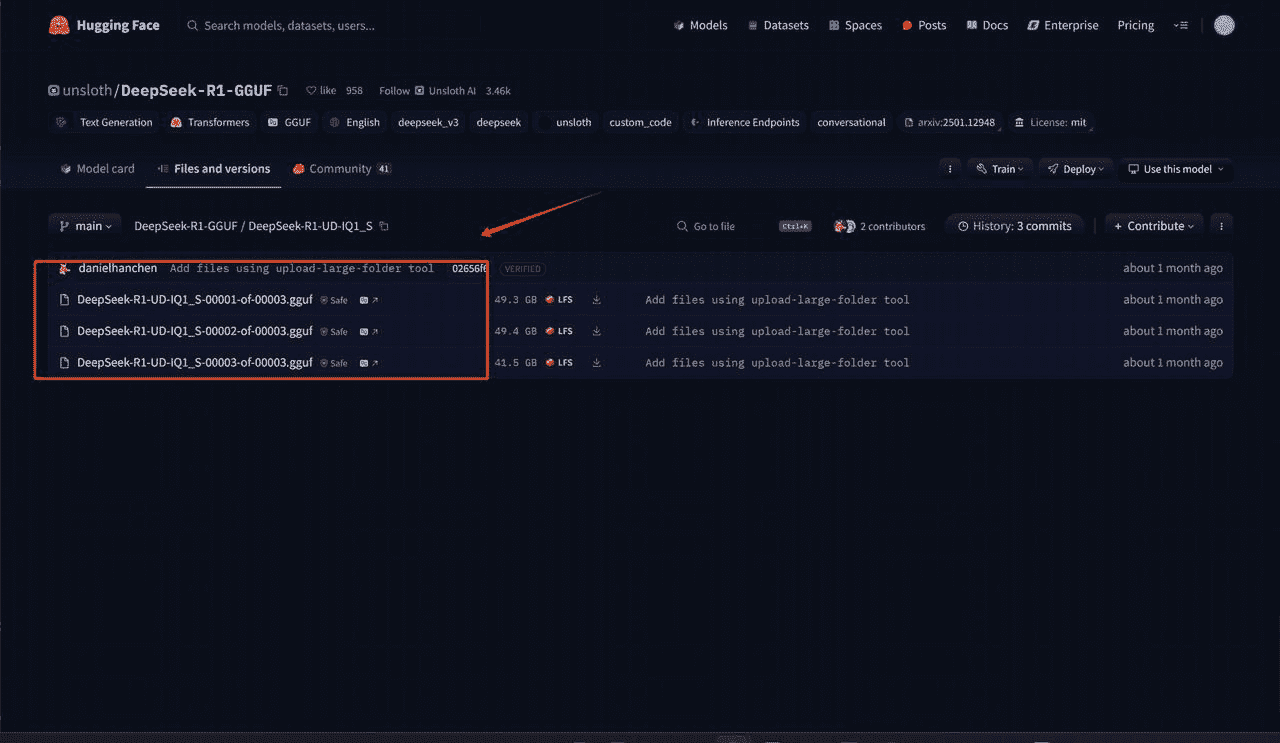 Hugging Face Search models, datasets, users... Models Datasets Spaces Posts Docs Enterprise Pricing
unsloth/DeepSeek-R1-GGUF like 958 Follow Unsloth AI 3.46k
Text Generation Transformers GGUF English deepseek_v3 deepseek unsloth custom_code Inference Endpoints conversational arxiv:2501.12948 License: mit
Model card Files and versions Community 41 Train Deploy Use this model
main DeepSeek-R1-GGUF / DeepSeek-R1-UD-IQ1_S Go to file Ctrl+K 2 contributors History: 3 commits + Contribute
danielhanchen Add files using upload-large-folder tool 02656f6 VERIFIED about 1 month ago
DeepSeek-R1-UD-IQ1_S-00001-of-00003.gguf Safe 49.3 GB LFS Add files using upload-large-folder tool about 1 month ago
DeepSeek-R1-UD-IQ1_S-00002-of-00003.gguf Safe 49.4 GB LFS Add files using upload-large-folder tool about 1 month ago
DeepSeek-R1-UD-IQ1_S-00003-of-00003.gguf Safe 41.5 GB LFS Add files using upload-large-folder tool about 1 month ago